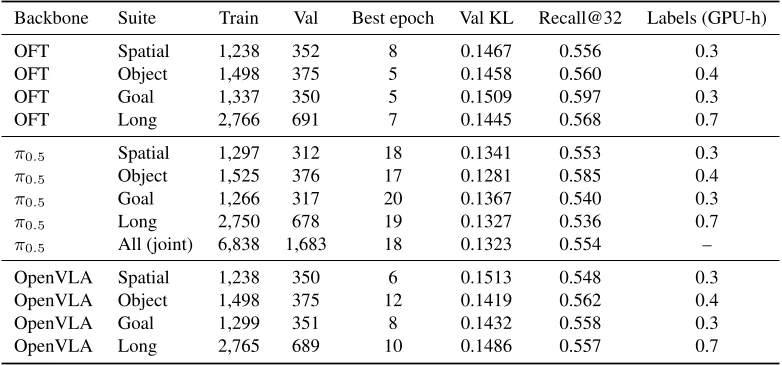 Backbone Suite Train Val Best epoch Val KL Recall@32 Labels (GPU-h)
OFT Spatial 1,238 352 8 0.1467 0.556 0.3
OFT Object 1,498 375 5 0.1458 0.560 0.4
OFT Goal 1,337 350 5 0.1509 0.597 0.3
OFT Long 2,766 691 7 0.1445 0.568 0.7
π0.5 Spatial 1,297 312 18 0.1341 0.553 0.3
π0.5 Object 1,525 376 17 0.1281 0.585 0.4
π0.5 Goal 1,266 317 20 0.1367 0.540 0.3
π0.5 Long 2,750 678 19 0.1327 0.536 0.7
π0.5 All (joint) 6,838 1,683 18 0.1323 0.554 –
OpenVLA Spatial 1,238 350 6 0.1513 0.548 0.3
OpenVLA Object 1,498 375 12 0.1419 0.562 0.4
OpenVLA Goal 1,299 351 8 0.1432 0.558 0.3
OpenVLA Long 2,765 689 10 0.1486 0.557 0.7